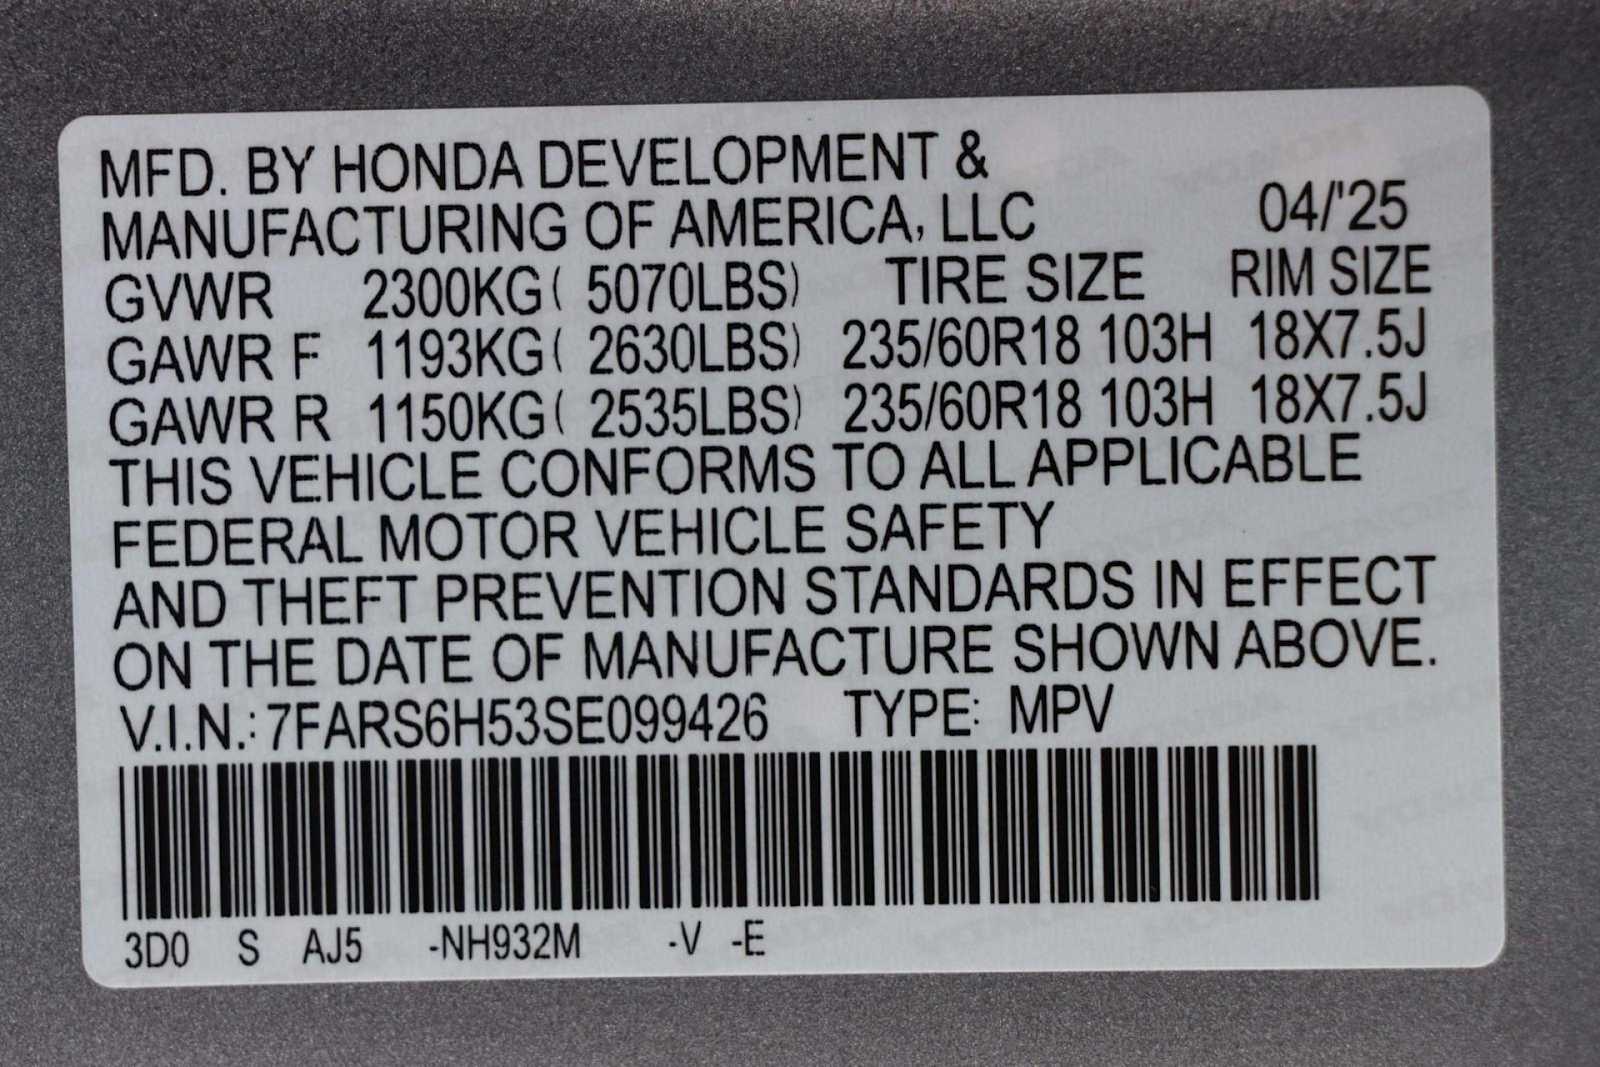 MFD. BY HONDA DEVELOPMENT &
MANUFACTURING OF AMERICA, LLC 04/'25
GVWR 2300KG( 5070LBS) TIRE SIZE RIM SIZE
GAWR F 1193KG( 2630LBS) 235/60R18 103H 18X7.5J
GAWR R 1150KG( 2535LBS) 235/60R18 103H 18X7.5J
THIS VEHICLE CONFORMS TO ALL APPLICABLE
FEDERAL MOTOR VEHICLE SAFETY
AND THEFT PREVENTION STANDARDS IN EFFECT
ON THE DATE OF MANUFACTURE SHOWN ABOVE.
V.I.N.: 7FARS6H53SE099426 TYPE: MPV
3D0 S AJ5 -NH932M -V -E